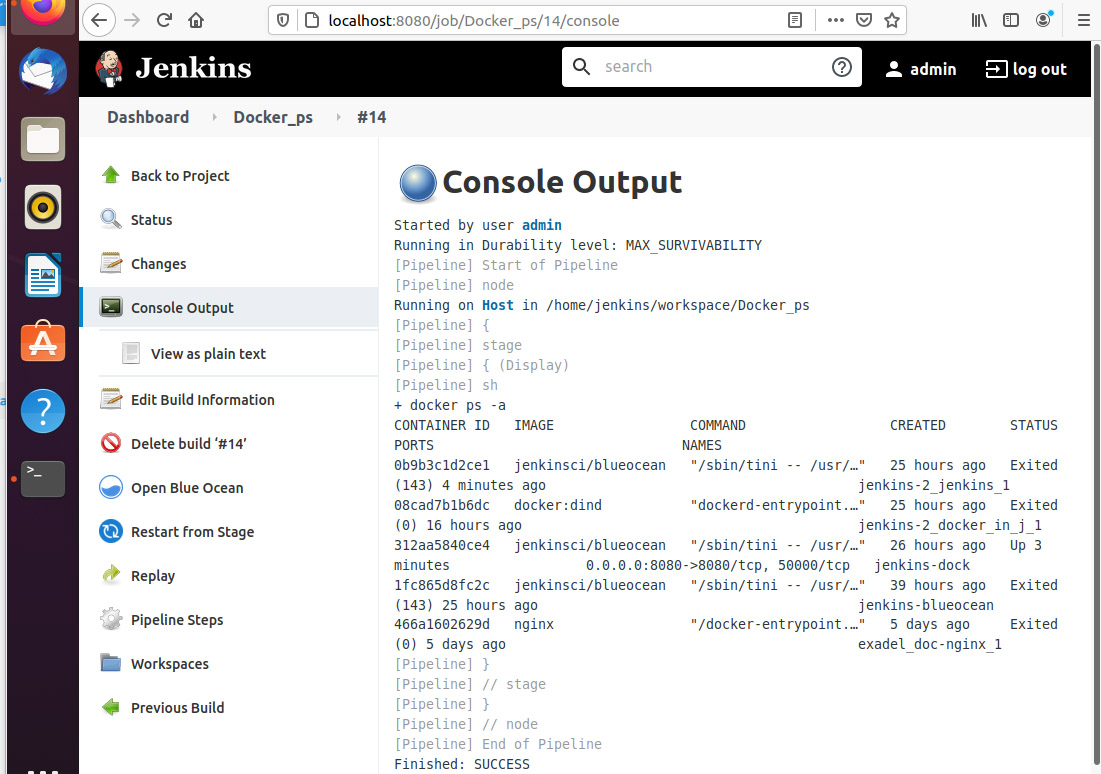 localhost:8080/job/Docker_ps/14/console
Jenkins
search
admin
log out
Dashboard
Docker_ps
#14
Back to Project
Status
Changes
Console Output
View as plain text
Edit Build Information
Delete build ‘#14’
Open Blue Ocean
Restart from Stage
Replay
Pipeline Steps
Workspaces
Previous Build
Console Output
Started by user admin
Running in Durability level: MAX_SURVIVABILITY
[Pipeline] Start of Pipeline
[Pipeline] node
Running on Host in /home/jenkins/workspace/Docker_ps
[Pipeline] {
[Pipeline] stage
[Pipeline] { (Display)
[Pipeline] sh
+ docker ps -a
CONTAINER ID   IMAGE                 COMMAND                  CREATED        STATUS
PORTS                               NAMES
0b9b3c1d2ce1   jenkinsci/blueocean   "/sbin/tini -- /usr/…"   25 hours ago   Exited
(143) 4 minutes ago                                       jenkins-2_jenkins_1
08cad7b1b6dc   docker:dind           "dockerd-entrypoint.…"   25 hours ago   Exited
(0) 16 hours ago                                          jenkins-2_docker_in_j_1
312aa5840ce4   jenkinsci/blueocean   "/sbin/tini -- /usr/…"   26 hours ago   Up 3
minutes                 0.0.0.0:8080->8080/tcp, 50000/tcp   jenkins-dock
1fc865d8fc2c   jenkinsci/blueocean   "/sbin/tini -- /usr/…"   39 hours ago   Exited
(143) 25 hours ago                                        jenkins-blueocean
466a1602629d   nginx                 "/docker-entrypoint.…"   5 days ago     Exited
(0) 5 days ago                                            exadel_doc-nginx_1
[Pipeline] }
[Pipeline] // stage
[Pipeline] }
[Pipeline] // node
[Pipeline] End of Pipeline
Finished: SUCCESS